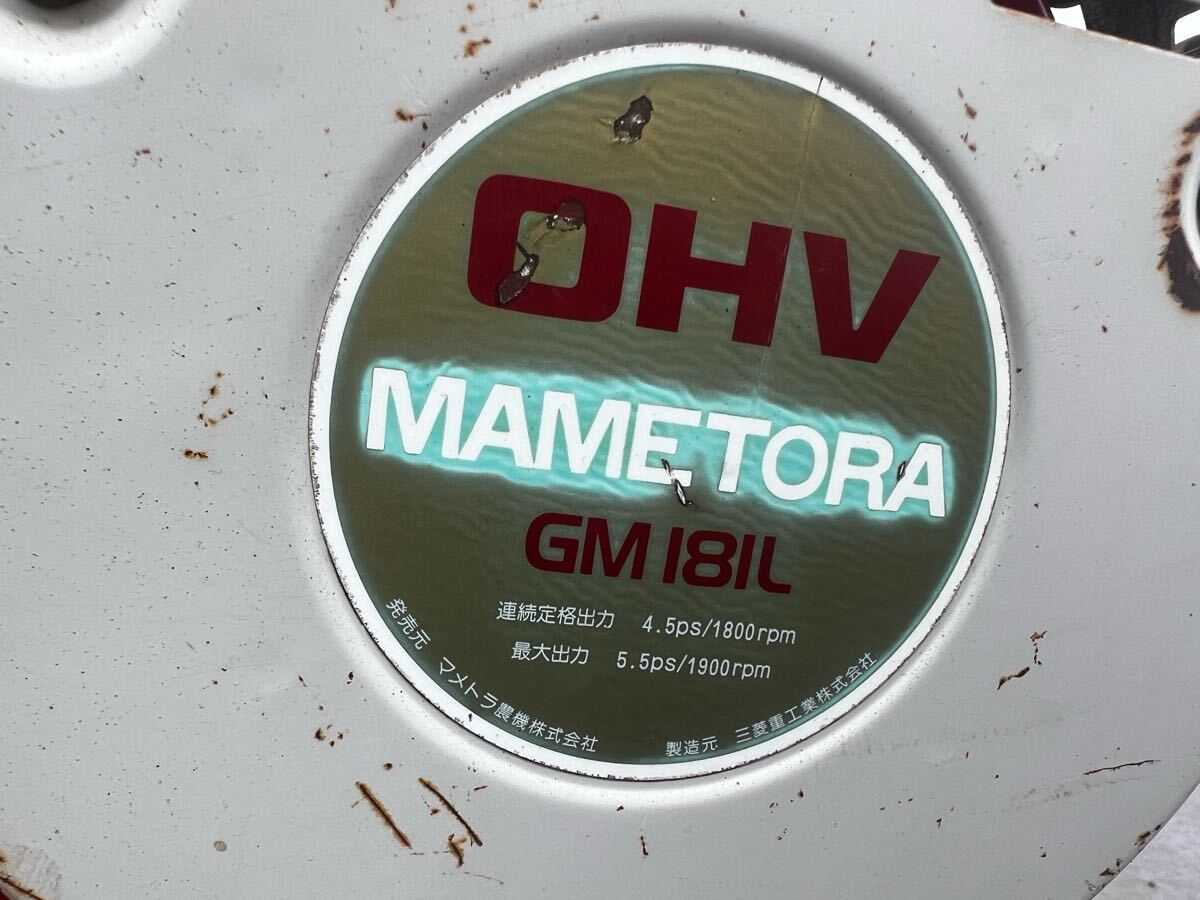 OHV
MAMETORA
GM181L
連続定格出力 4.5ps/1800rpm
最大出力 5.5ps/1900rpm
発売元 マメトラ農機株式会社
製造元 三菱重工業株式会社